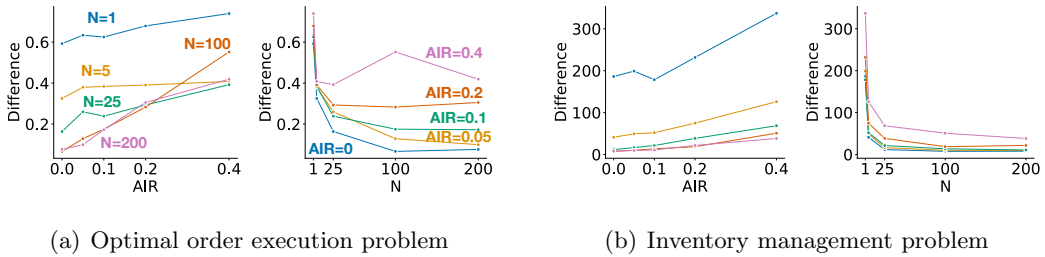 N=1
N=100
N=5
N=25
N=200
Difference
0.6
0.4
0.2
0.0 0.1 0.2 0.4
AIR
AIR=0.4
AIR=0.2
AIR=0.1
AIR=0.05
AIR=0
Difference
0.6
0.4
0.2
1 25 100 200
N
Difference
300
200
100
0
0.0 0.1 0.2 0.4
AIR
Difference
300
200
100
0
1 25 100 200
N
(a) Optimal order execution problem
(b) Inventory management problem